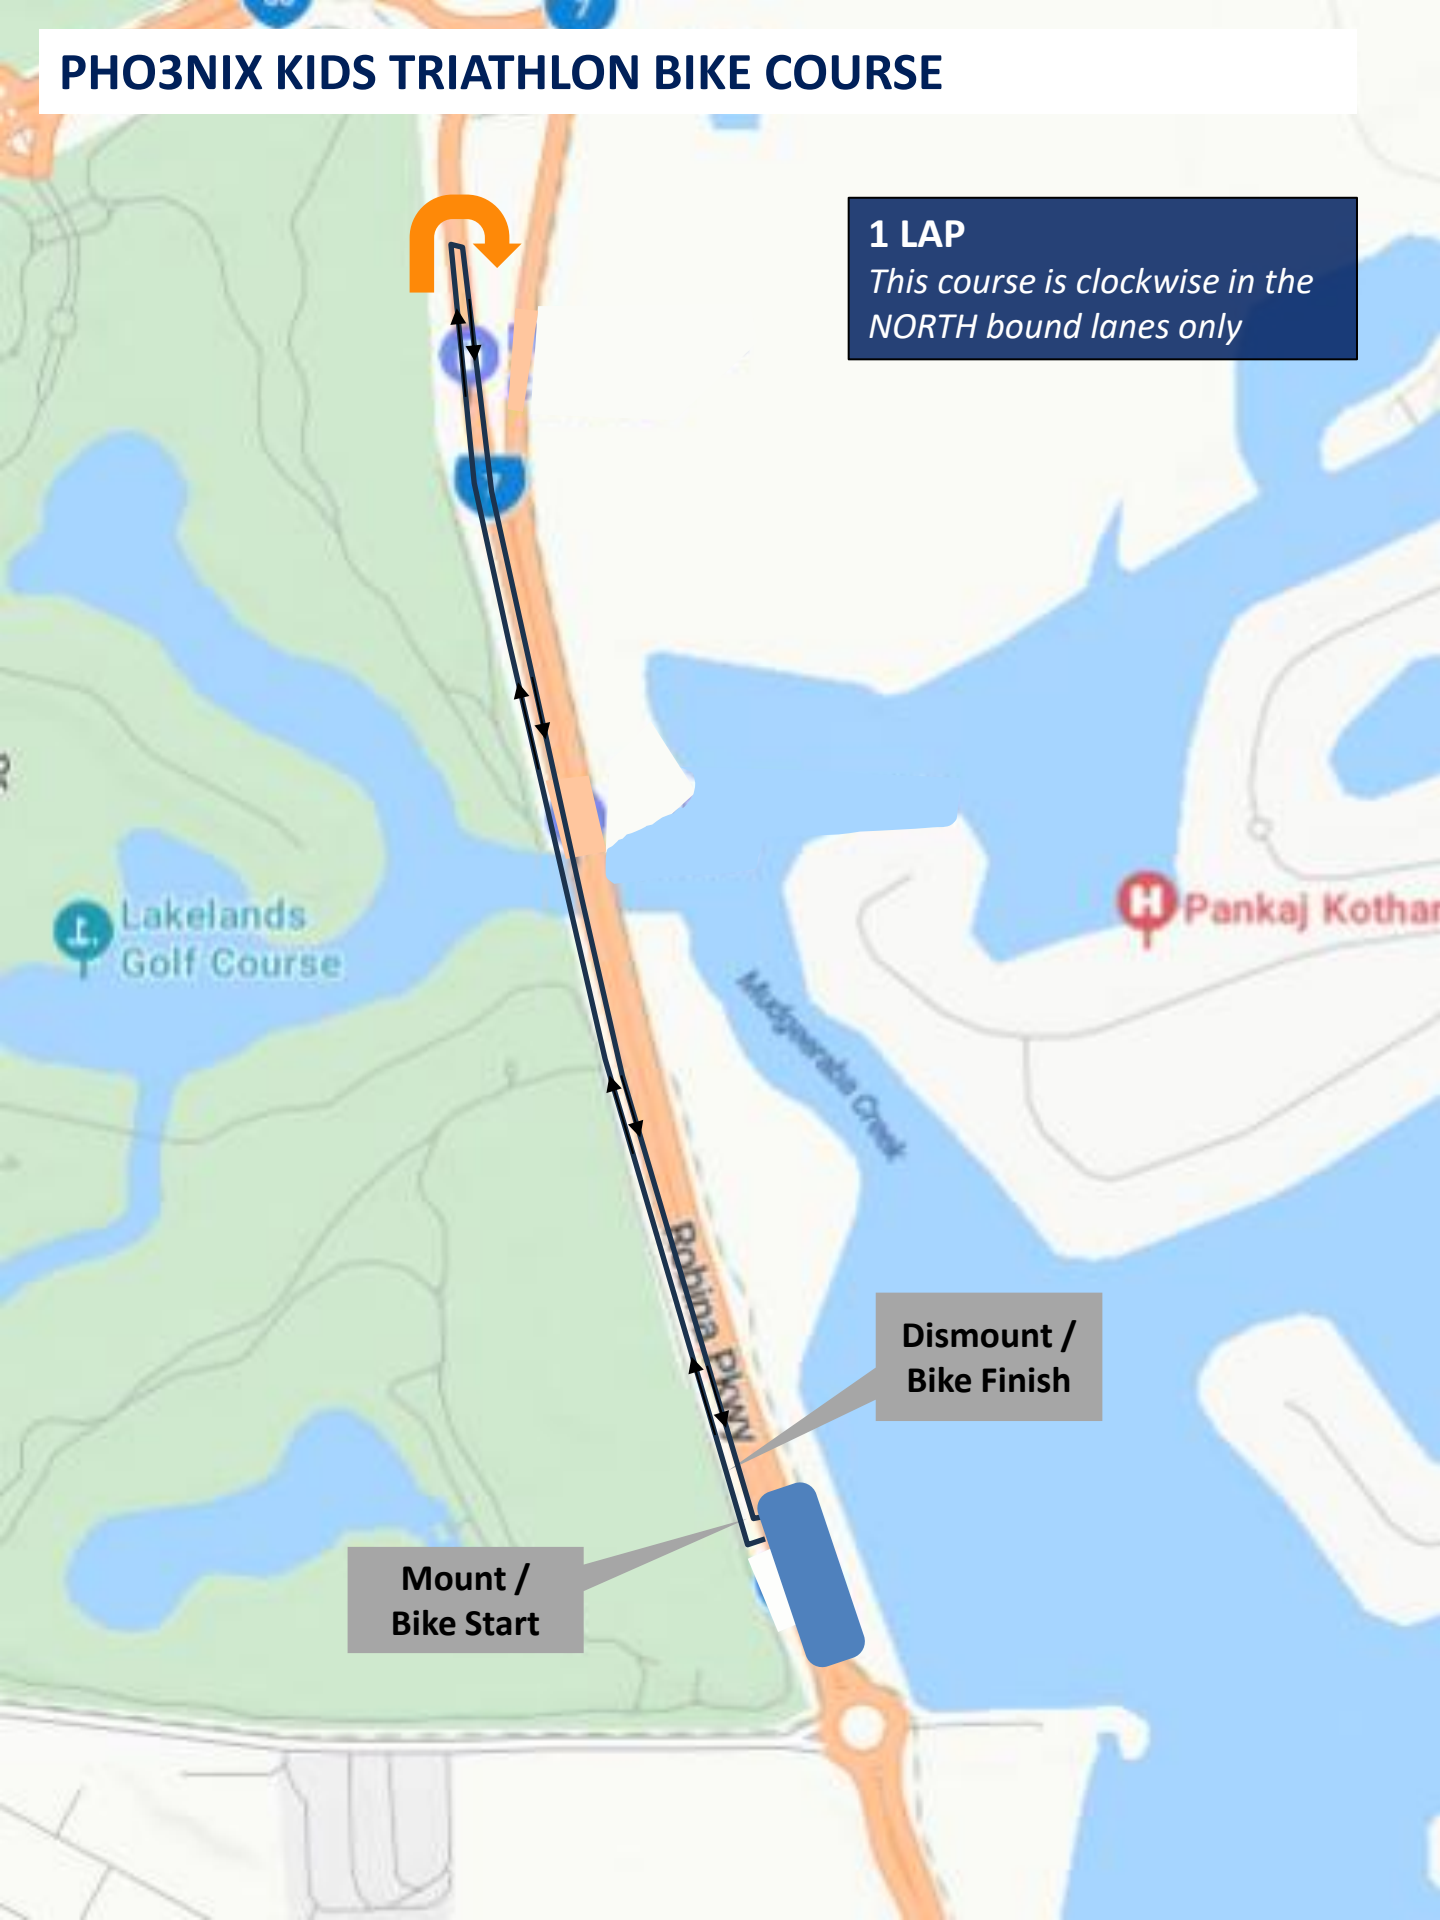 PHO3NIX KIDS TRIATHLON BIKE COURSE
1 LAP
This course is clockwise in the
NORTH bound lanes only
Lakelands
Golf Course
H
Pankaj Kothar
Mudgeeraba Creek
Robina Pkwy
Dismount /
Bike Finish
Mount /
Bike Start